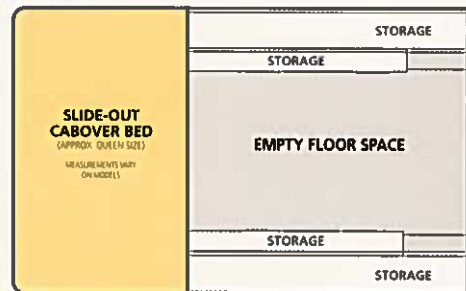 STORAGE
STORAGE
SLIDE-OUT
CABOVER BED
(APPROX. QUEEN SIZE)
MEASUREMENTS VARY
ON MODELS
EMPTY FLOOR SPACE
STORAGE
STORAGE